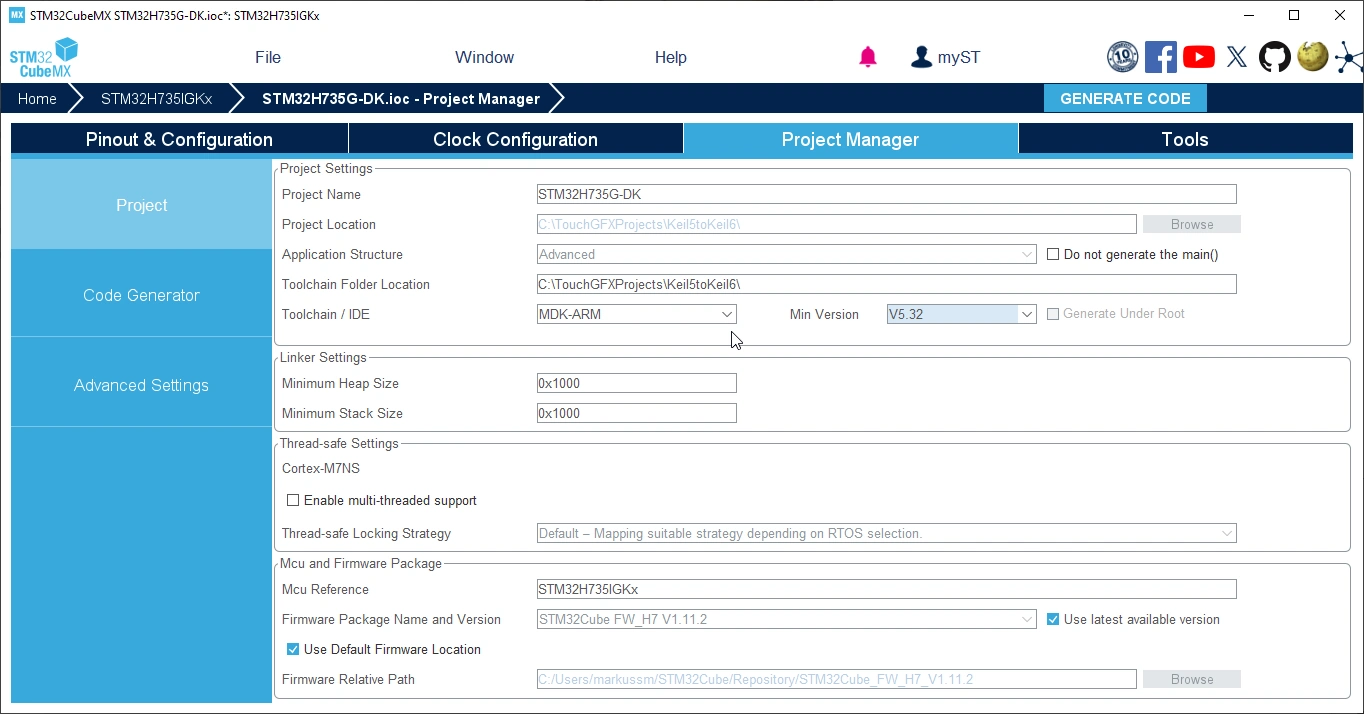 MX STM32CubeMX STM32H735G-DK.ioc*: STM32H735IGKx
STM32 CubeMX
File Window Help myST
Home STM32H735IGKx STM32H735G-DK.ioc - Project Manager GENERATE CODE
Pinout & Configuration Clock Configuration Project Manager Tools
Project
Code Generator
Advanced Settings
Project Settings
Project Name STM32H735G-DK
Project Location C:\TouchGFXProjects\Keil5toKeil6\ Browse
Application Structure Advanced Do not generate the main()
Toolchain Folder Location C:\TouchGFXProjects\Keil5toKeil6\
Toolchain / IDE MDK-ARM Min Version V5.32 Generate Under Root
Linker Settings
Minimum Heap Size 0x1000
Minimum Stack Size 0x1000
Thread-safe Settings
Cortex-M7NS
Enable multi-threaded support
Thread-safe Locking Strategy Default – Mapping suitable strategy depending on RTOS selection.
Mcu and Firmware Package
Mcu Reference STM32H735IGKx
Firmware Package Name and Version STM32Cube FW_H7 V1.11.2 Use latest available version
Use Default Firmware Location
Firmware Relative Path C:/Users/markussm/STM32Cube/Repository/STM32Cube_FW_H7_V1.11.2 Browse